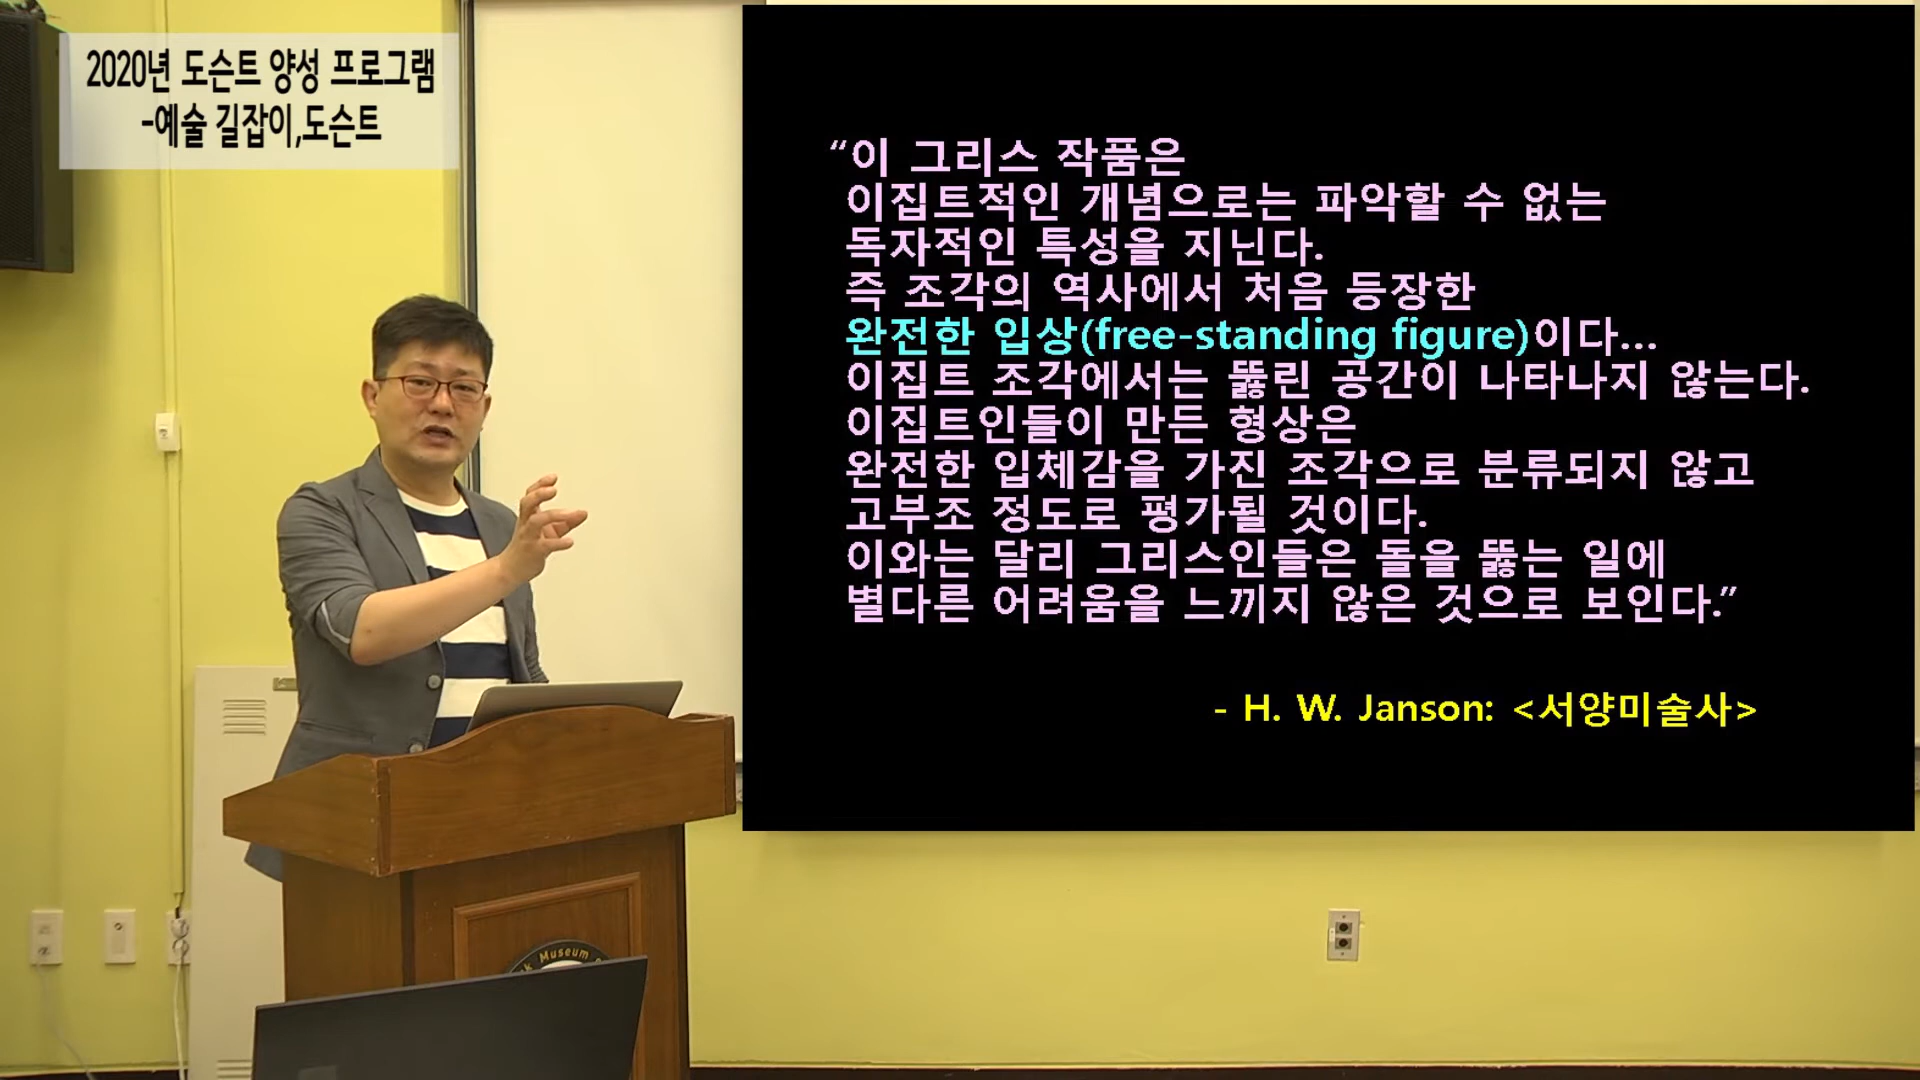 2020년 도슨트 양성 프로그램
-예술 길잡이,도슨트
“이 그리스 작품은
이집트적인 개념으로는 파악할 수 없는
독자적인 특성을 지닌다.
즉 조각의 역사에서 처음 등장한
완전한 입상(free-standing figure)이다...
이집트 조각에서는 뚫린 공간이 나타나지 않는다.
이집트인들이 만든 형상은
완전한 입체감을 가진 조각으로 분류되지 않고
고부조 정도로 평가될 것이다.
이와는 달리 그리스인들은 돌을 뚫는 일에
별다른 어려움을 느끼지 않은 것으로 보인다.”
- H. W. Janson: <서양미술사>
Museum